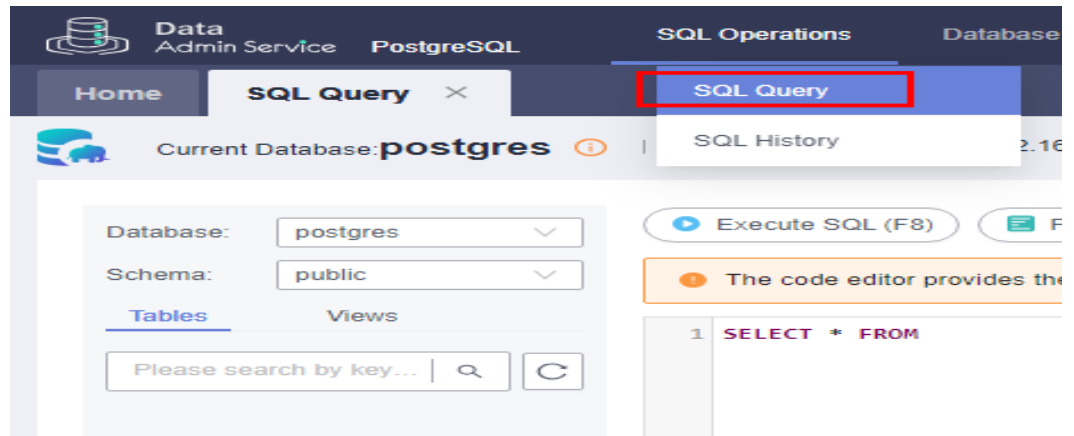 Data
Admin Service PostgreSQL SQL Operations Database
Home SQL Query
SQL Query
SQL History
Current Database:postgres
Database: postgres
Execute SQL (F8)
Schema: public
The code editor provides the
Tables Views
1 SELECT * FROM
Please search by key...